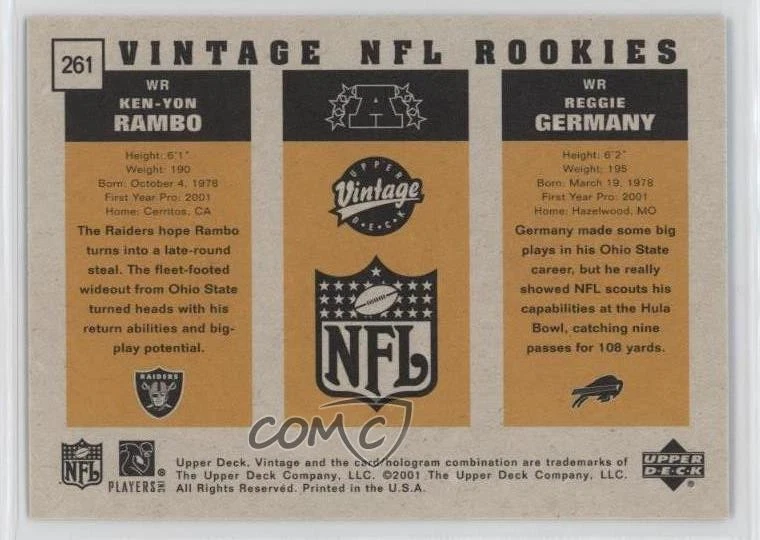 261
VINTAGE NFL ROOKIES
WR
KEN-YON
RAMBO
Height: 6'1"
Weight: 190
Born: October 4, 1978
First Year Pro: 2001
Home: Cerritos, CA
The Raiders hope Rambo
turns into a late-round
steal. The fleet-footed
wideout from Ohio State
turned heads with his
return abilities and big-
play potential.
RAIDERS
A
UPPER
Vintage
DECK
NFL
WR
REGGIE
GERMANY
Height: 6'2"
Weight: 195
Born: March 19, 1978
First Year Pro: 2001
Home: Hazelwood, MO
Germany made some big
plays in his Ohio State
career, but he really
showed NFL scouts his
capabilities at the Hula
Bowl, catching nine
passes for 108 yards.
COMC
NFL
PLAYERS INC
®
Upper Deck, Vintage and the card/hologram combination are trademarks of
The Upper Deck Company, LLC. ©2001 The Upper Deck Company, LLC.
All Rights Reserved. Printed in the U.S.A.
UPPER
DECK
®